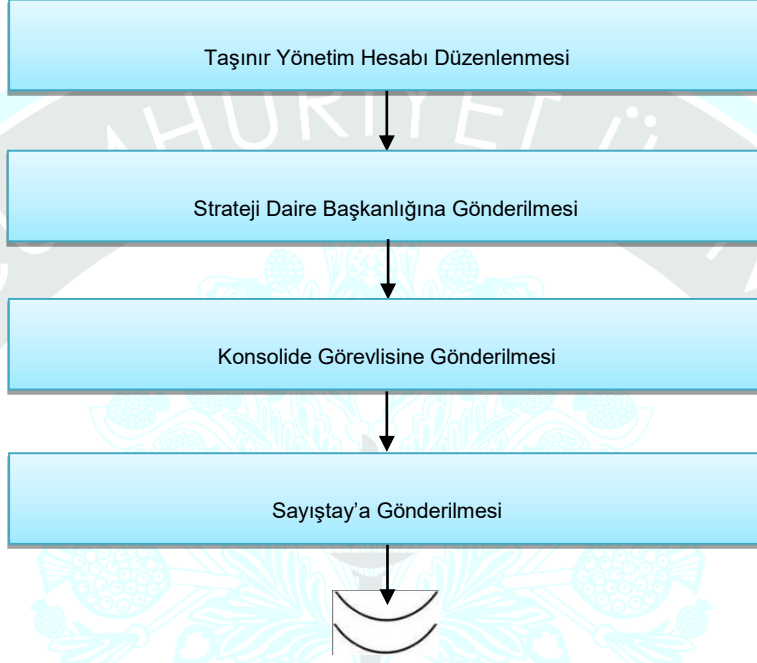 Taşınır Yönetim Hesabı Düzenlenmesi
Strateji Daire Başkanlığına Gönderilmesi
Konsolide Görevlisine Gönderilmesi
Sayıştay’a Gönderilmesi